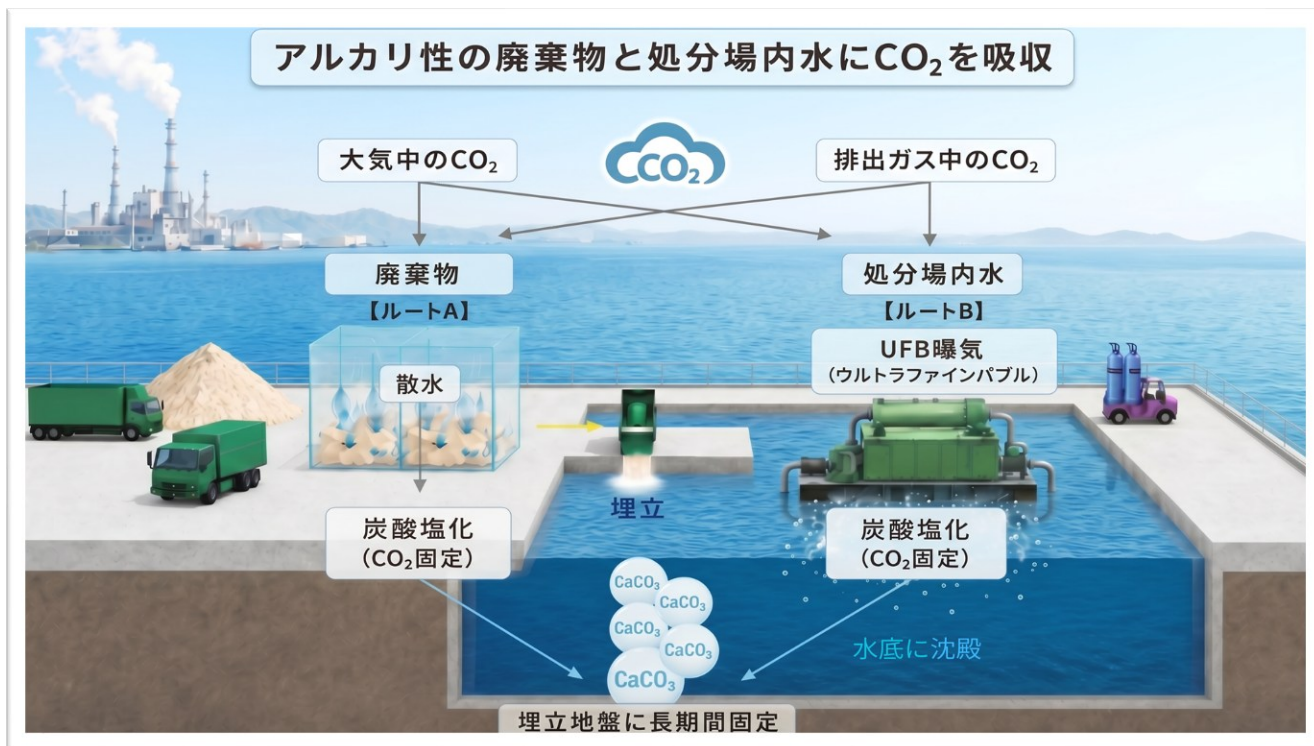 アルカリ性の廃棄物と処分場内水にCO₂を吸収
大気中のCO₂
CCO₂
排出ガス中のCO₂
廃棄物
【ルートA】
散水
処分場内水
【ルートB】
UFB曝気
(ウルトラファインバブル)
埋立
炭酸塩化
(CO₂固定)
炭酸塩化
(CO₂固定)
CaCO₃
CaCO₃
CaCO₃
CaCO₃
CaCO₃
水底に沈殿
埋立地盤に長期間固定